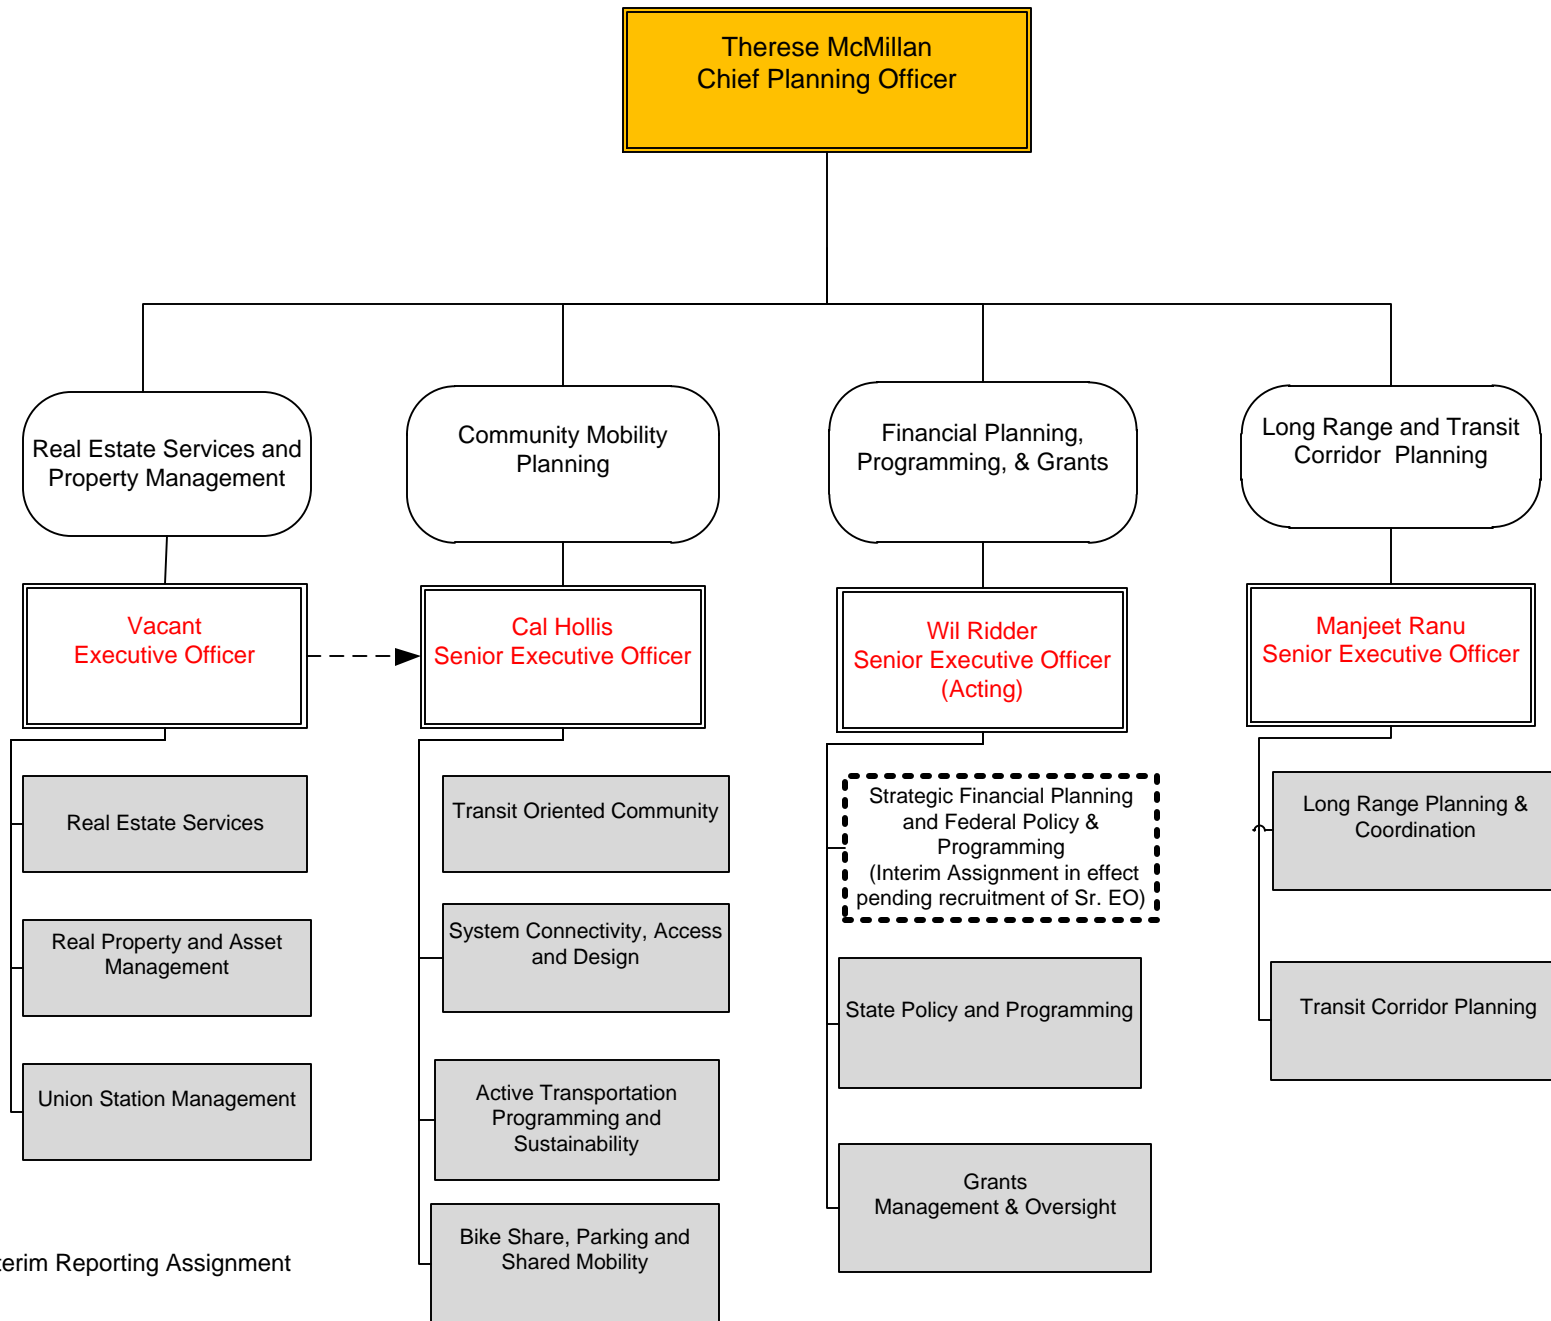 Therese McMillan
Chief Planning Officer
Real Estate Services and
Property Management
Community Mobility
Planning
Financial Planning,
Programming, & Grants
Long Range and Transit
Corridor Planning
Vacant
Executive Officer
Cal Hollis
Senior Executive Officer
Wil Ridder
Senior Executive Officer
(Acting)
Manjeet Ranu
Senior Executive Officer
Real Estate Services
Real Property and Asset
Management
Union Station Management
Transit Oriented Community
System Connectivity, Access
and Design
Active Transportation
Programming and
Sustainability
Bike Share, Parking and
Shared Mobility
Strategic Financial Planning
and Federal Policy &
Programming
(Interim Assignment in effect
pending recruitment of Sr. EO)
State Policy and Programming
Grants
Management & Oversight
Long Range Planning &
Coordination
Transit Corridor Planning
Reporting Assignment